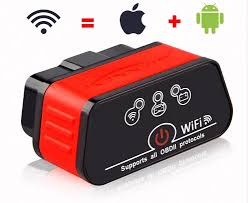 = +
WiFi
Supports all OBDII protocols